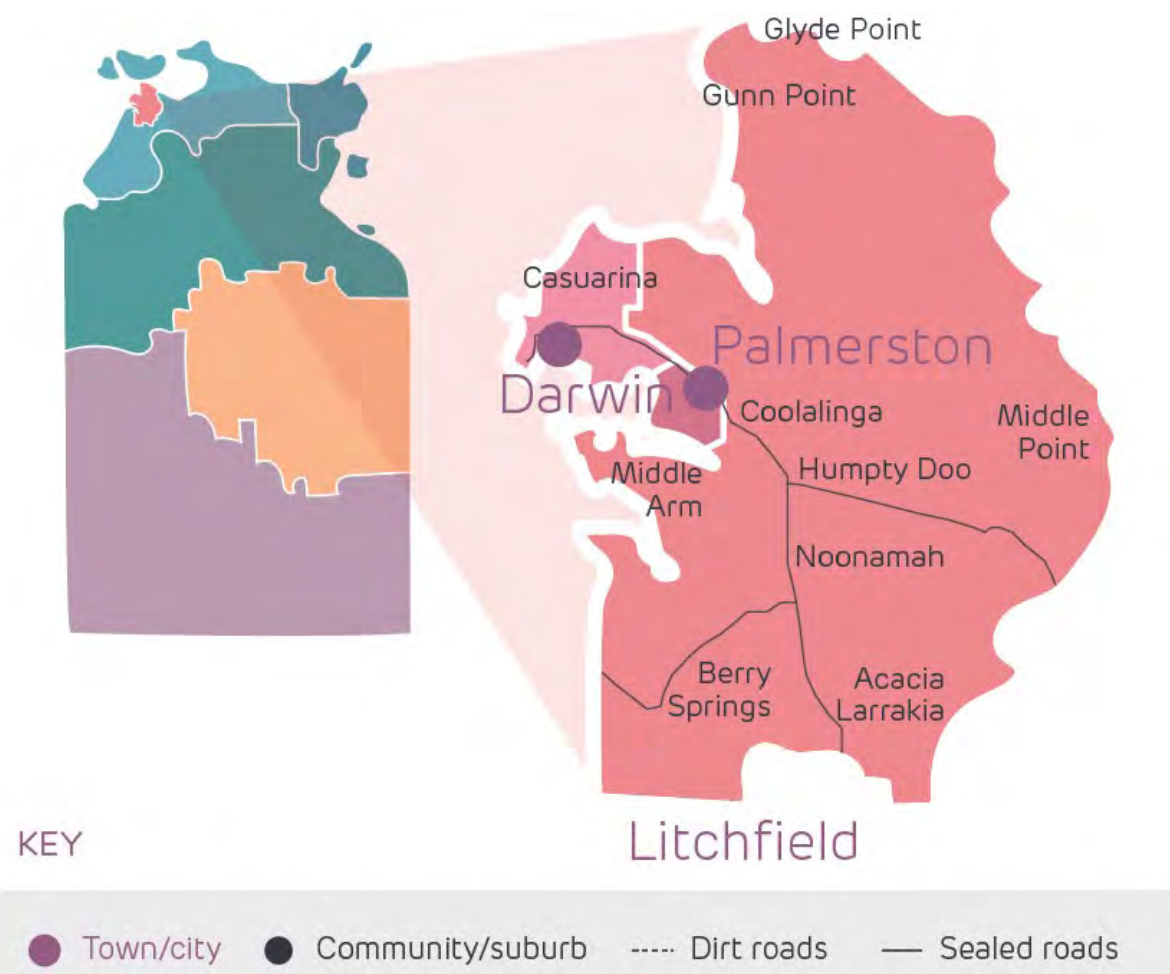 Glyde Point
Gunn Point
Casuarina
Palmerston
Darwin
Coolalinga
Middle
Point
Middle
Arm
Humpty Doo
Noonamah
Berry
Springs
Acacia
Larrakia
Litchfield
KEY
Town/city
Community/suburb
Dirt roads
Sealed roads